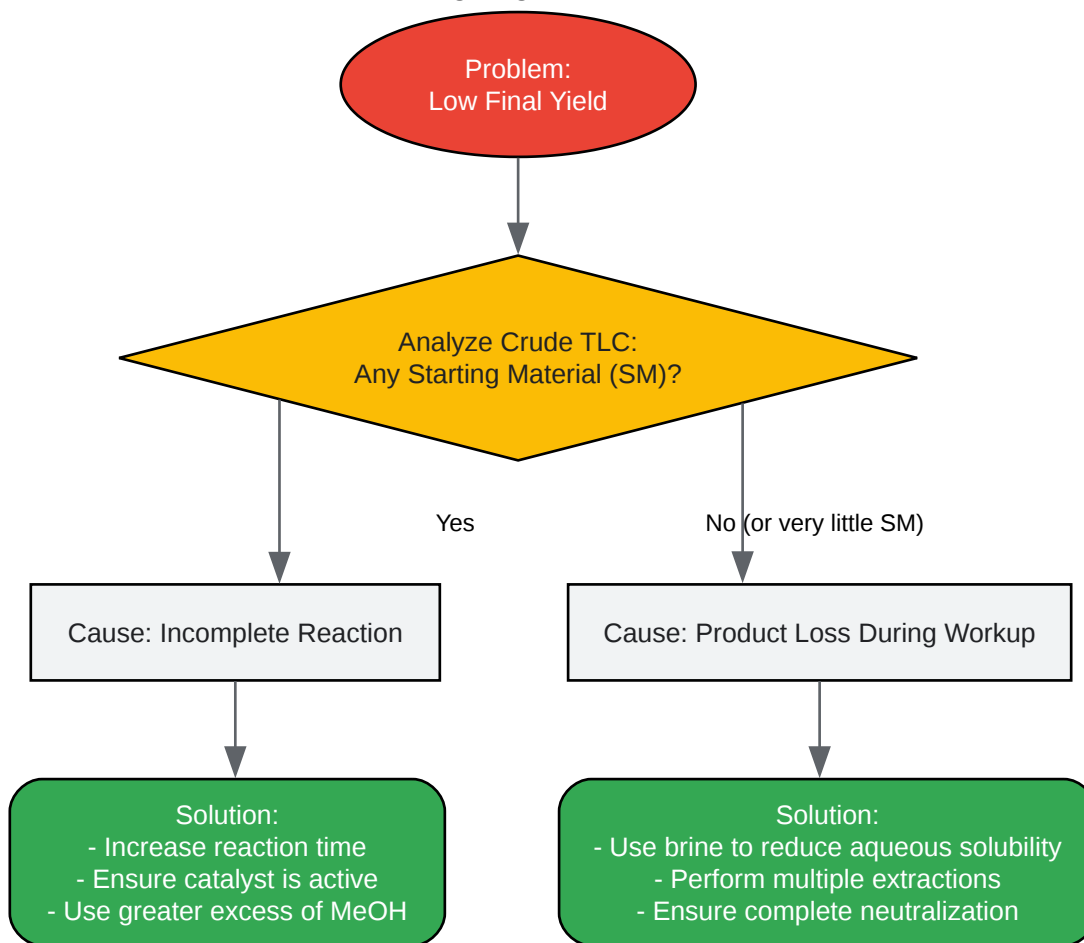 Problem:
Low Final Yield
Analyze Crude TLC:
Any Starting Material (SM)?
Yes
No (or very little SM)
Cause: Incomplete Reaction
Cause: Product Loss During Workup
Solution:
- Increase reaction time
- Ensure catalyst is active
- Use greater excess of MeOH
Solution:
- Use brine to reduce aqueous solubility
- Perform multiple extractions
- Ensure complete neutralization